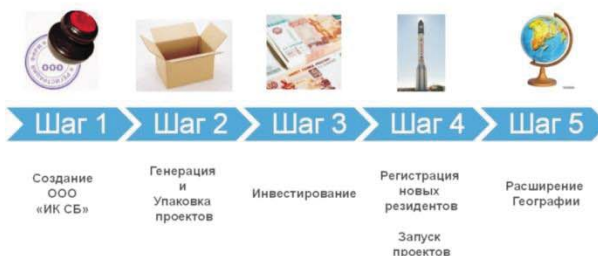 ООО
Шаг 1
Шаг 2
Шаг 3
Шаг 4
Шаг 5
Создание
ООО
«ИК СБ»
Генерация
и
Упаковка
проектов
Инвестирование
Регистрация
новых
резидентов
Запуск
проектов
Расширение
Географии